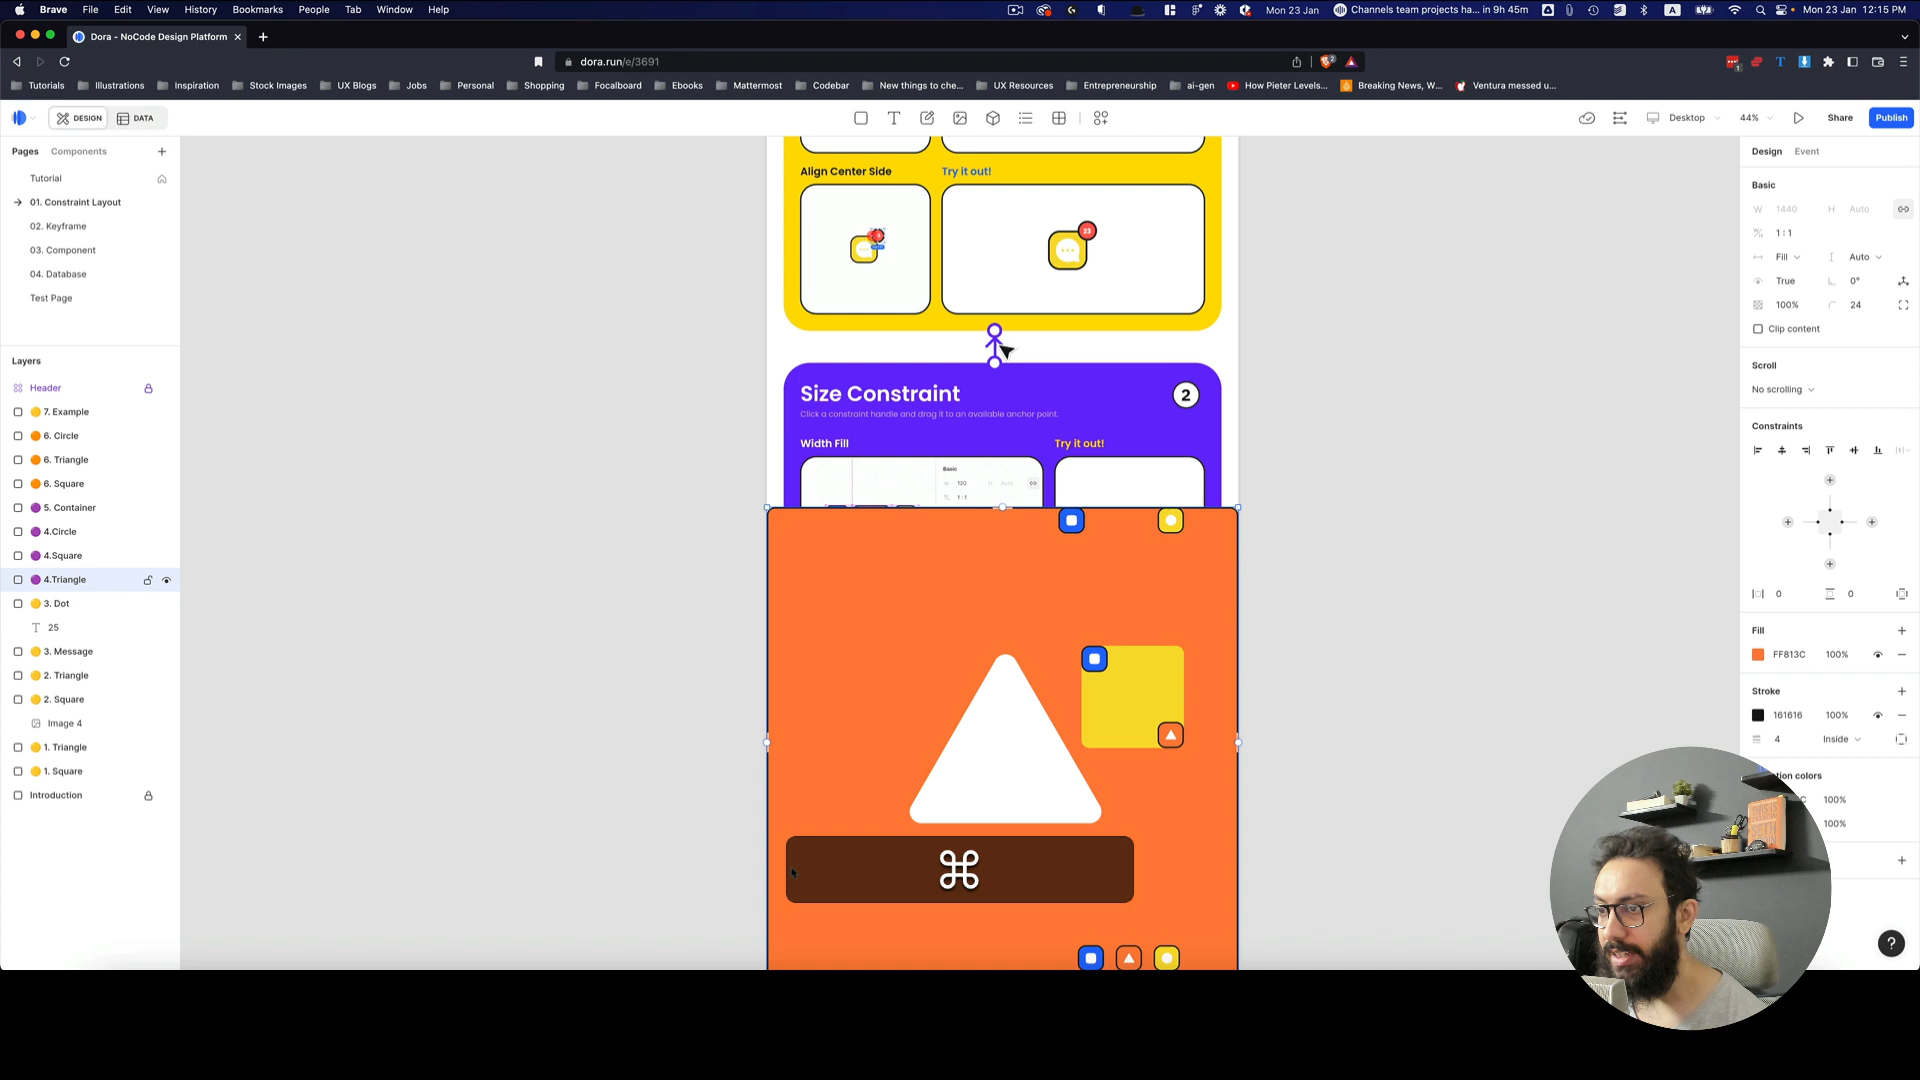 Brave File Edit View History Bookmarks People Tab Window Help
Mon 23 Jan Channels team projects ha... in 9h 45m A Mon 23 Jan 12:15 PM
Dora - NoCode Design Platform
dora.run/e/3691
Tutorials Illustrations Inspiration Stock Images UX Blogs Jobs Personal Shopping Focalboard Ebooks Mattermost Codebar New things to che... UX Resources Entrepreneurship ai-gen How Pieter Levels... Breaking News, W... Ventura messed u...
DESIGN DATA Desktop 44% Share Publish
Pages Components
Tutorial
01. Constraint Layout
02. Keyframe
03. Component
04. Database
Test Page
Layers
Header
7. Example
6. Circle
6. Triangle
6. Square
5. Container
4.Circle
4.Square
4.Triangle
3. Dot
25
3. Message
2. Triangle
2. Square
Image 4
1. Triangle
1. Square
Introduction
Align Center Side Try it out!
23
Size Constraint 2
Click a constraint handle and drag it to an available anchor point.
Width Fill Try it out!
Basic
W 120 H Auto
1 : 1
⌘
Design Event
Basic
W 1440 H Auto
1 : 1
Fill Auto
True 0°
100% 24
Clip content
Scroll
No scrolling
Constraints
0 0
Fill
FF813C 100%
Stroke
161616 100%
4 Inside
tion colors
C 100%
100%
?